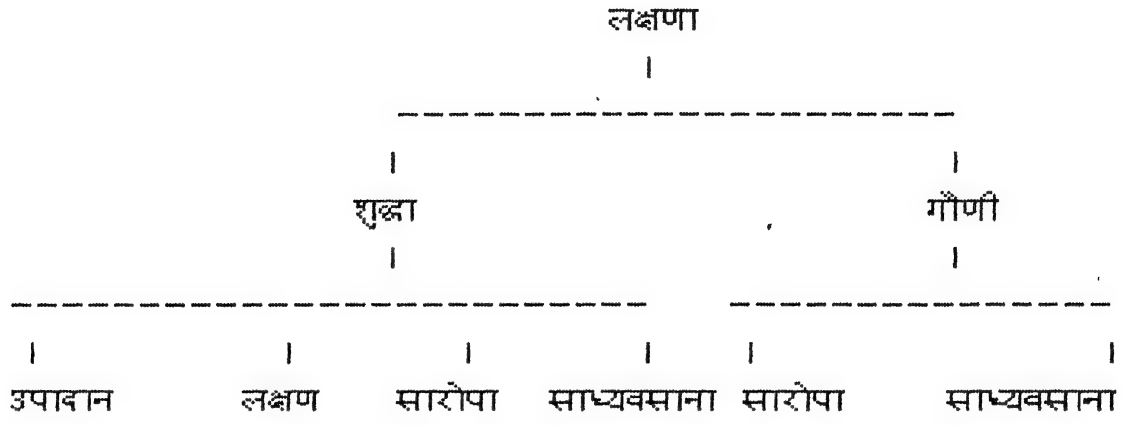 लक्षणा
शुद्धा गौणी
उपादान लक्षण सारोपा साध्यवसाना सारोपा साध्यवसाना